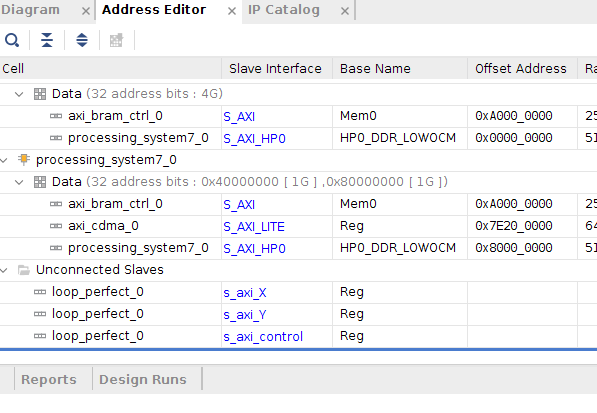 Diagram × Address Editor × IP Catalog ×
Cell Slave Interface Base Name Offset Address Ra
Data (32 address bits : 4G)
axi_bram_ctrl_0 S_AXI Mem0 0xA000_0000 25
processing_system7_0 S_AXI_HP0 HP0_DDR_LOWOCM 0x0000_0000 51
processing_system7_0
Data (32 address bits : 0x40000000 [ 1G ] ,0x80000000 [ 1G ])
axi_bram_ctrl_0 S_AXI Mem0 0xA000_0000 25
axi_cdma_0 S_AXI_LITE Reg 0x7E20_0000 64
processing_system7_0 S_AXI_HP0 HP0_DDR_LOWOCM 0x8000_0000 51
Unconnected Slaves
loop_perfect_0 s_axi_X Reg
loop_perfect_0 s_axi_Y Reg
loop_perfect_0 s_axi_control Reg
Reports Design Runs